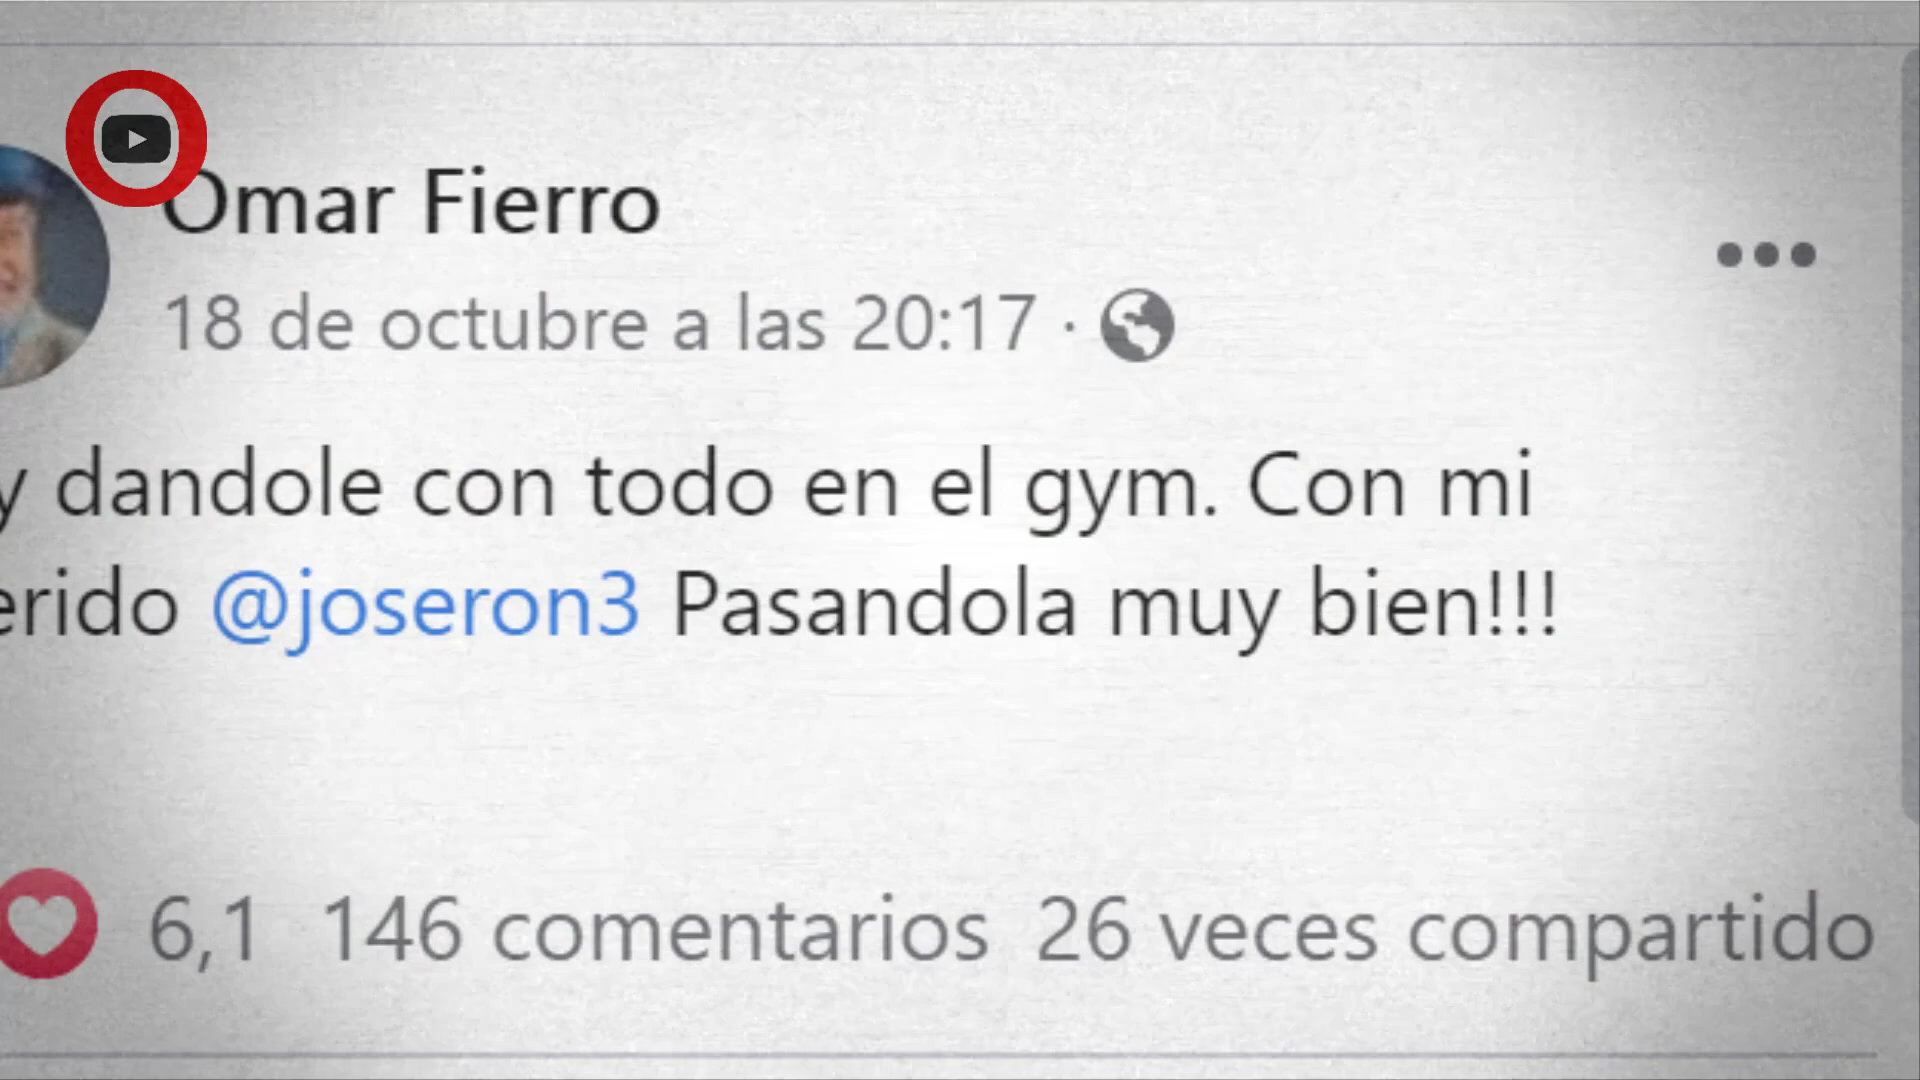 Omar Fierro
18 de octubre a las 20:17 ·
y dandole con todo en el gym. Con mi
erido @joseron3 Pasandola muy bien!!!
6,1 146 comentarios 26 veces compartido